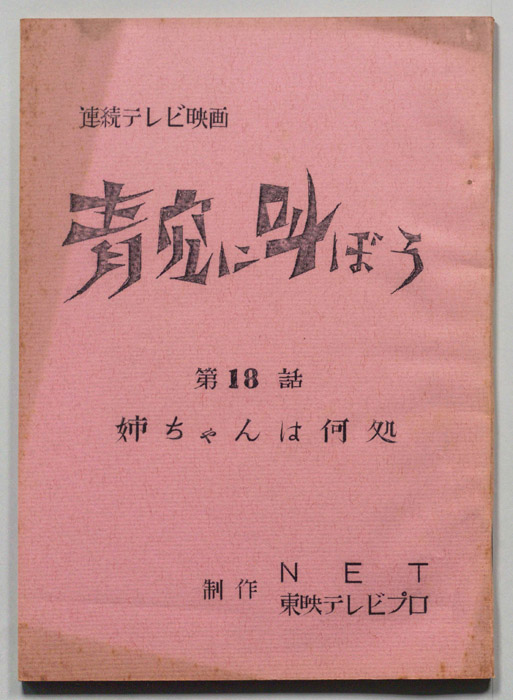 連続テレビ映画
青空に叫ぼう
第18話
姉ちゃんは何処
制作 NET
東映テレビプロ